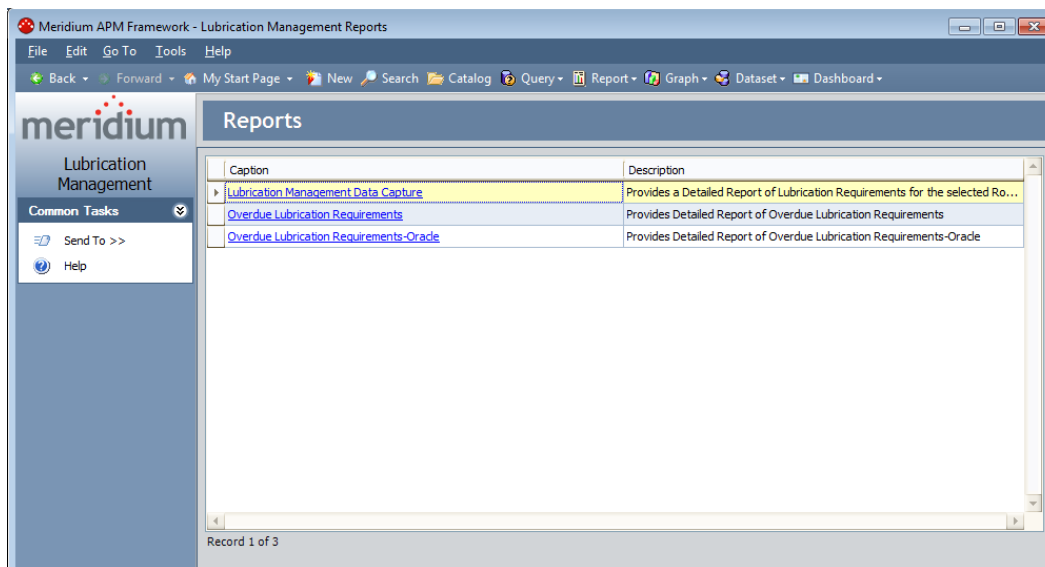 Meridium APM Framework - Lubrication Management Reports
File Edit Go To Tools Help
Back Forward My Start Page New Search Catalog Query Report Graph Dataset Dashboard
meridium
Reports
Lubrication
Management
Common Tasks
Send To >>
Help
Caption Description
Lubrication Management Data Capture Provides a Detailed Report of Lubrication Requirements for the selected Ro...
Overdue Lubrication Requirements Provides Detailed Report of Overdue Lubrication Requirements
Overdue Lubrication Requirements-Oracle Provides Detailed Report of Overdue Lubrication Requirements-Oracle
Record 1 of 3